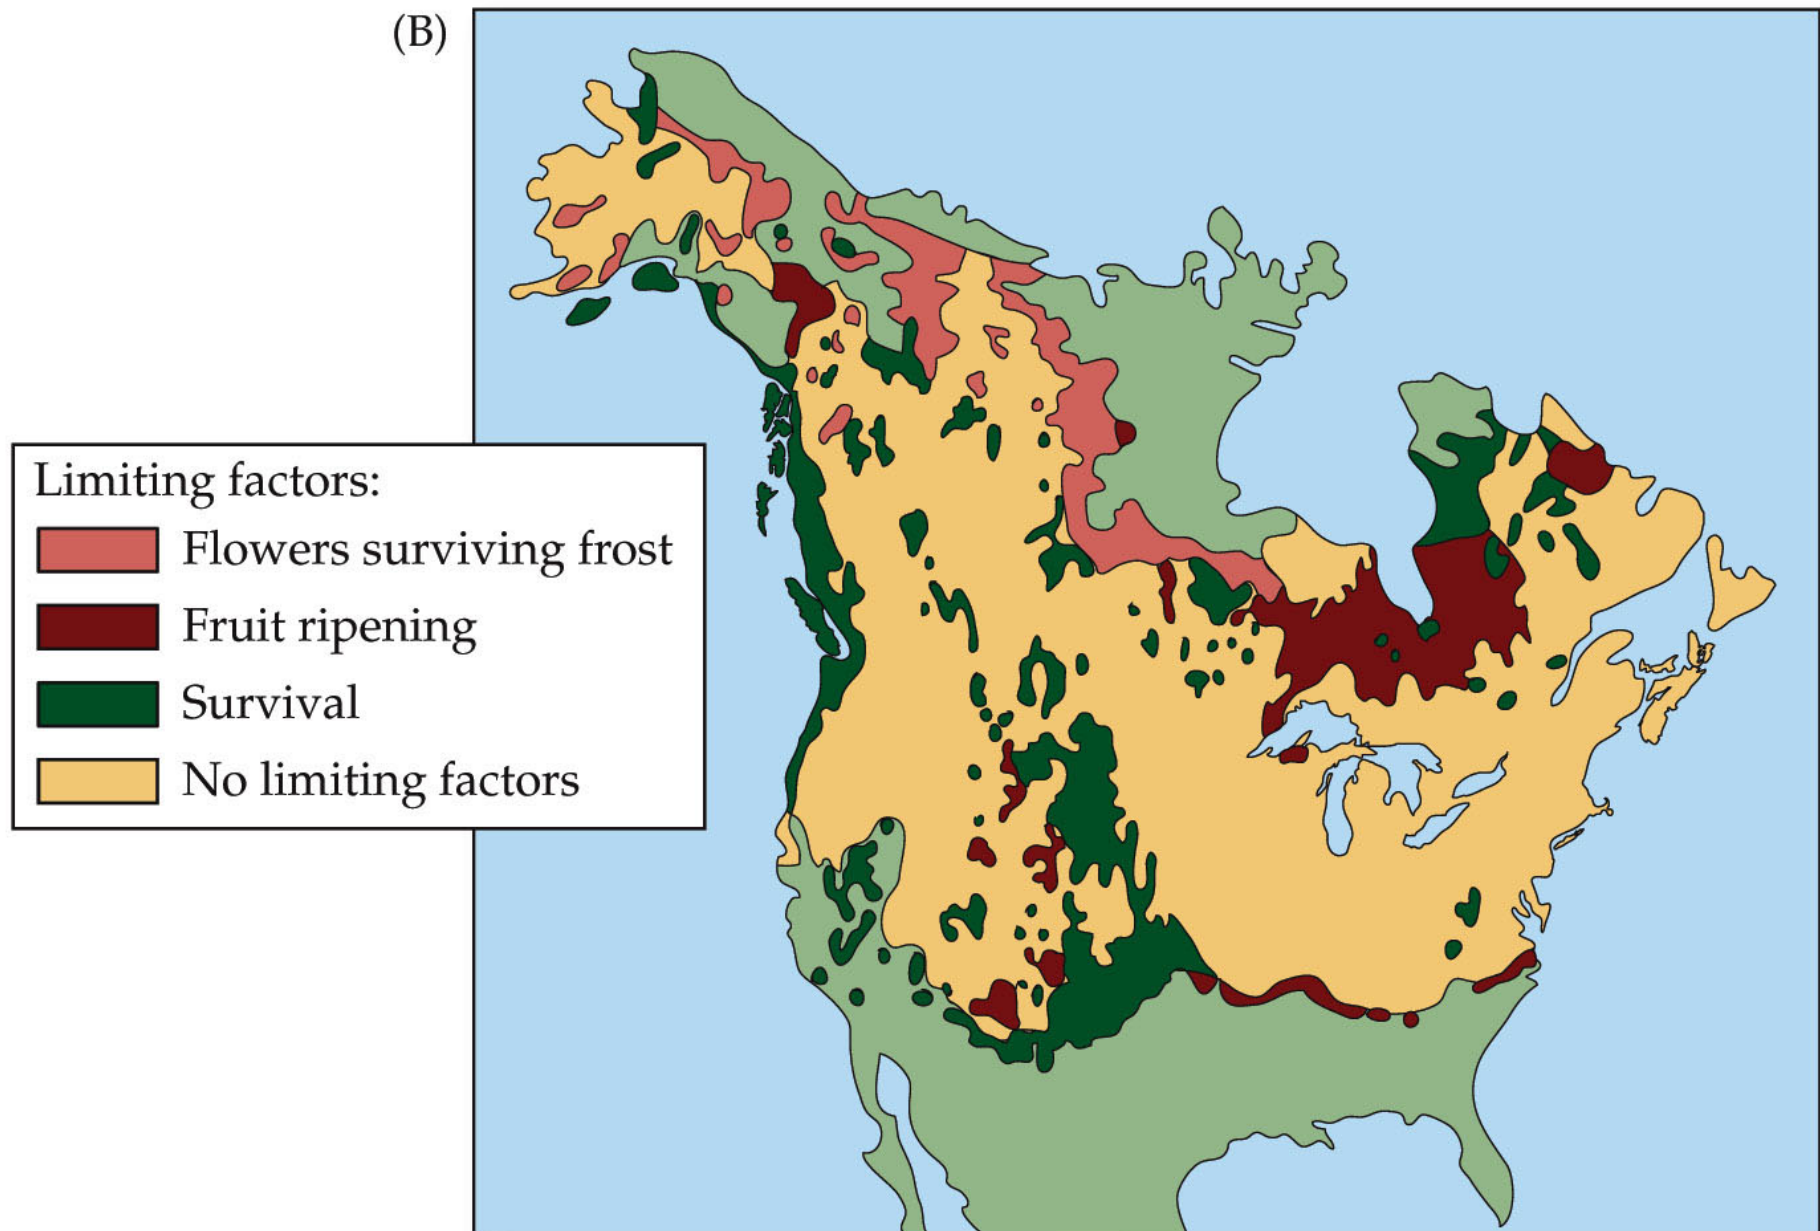 (B)
Limiting factors:
Flowers surviving frost
Fruit ripening
Survival
No limiting factors